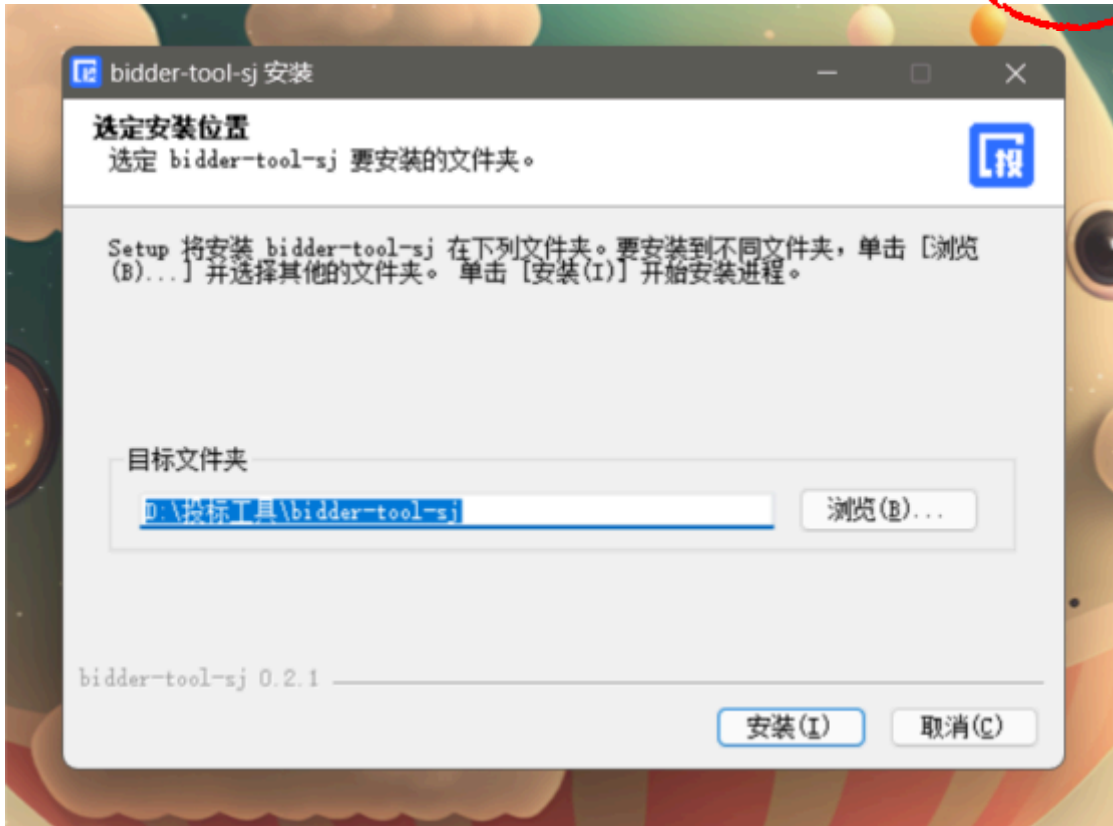 bidder-tool-sj 安装
选定安装位置
选定 bidder-tool-sj 要安装的文件夹。
投
Setup 将安装 bidder-tool-sj 在下列文件夹。要安装到不同文件夹，单击 [浏览
(B)...] 并选择其他的文件夹。 单击 [安装(I)] 开始安装进程。
目标文件夹
D:\投标工具\bidder-tool-sj
浏览(B)...
bidder-tool-sj 0.2.1
安装(I)
取消(C)